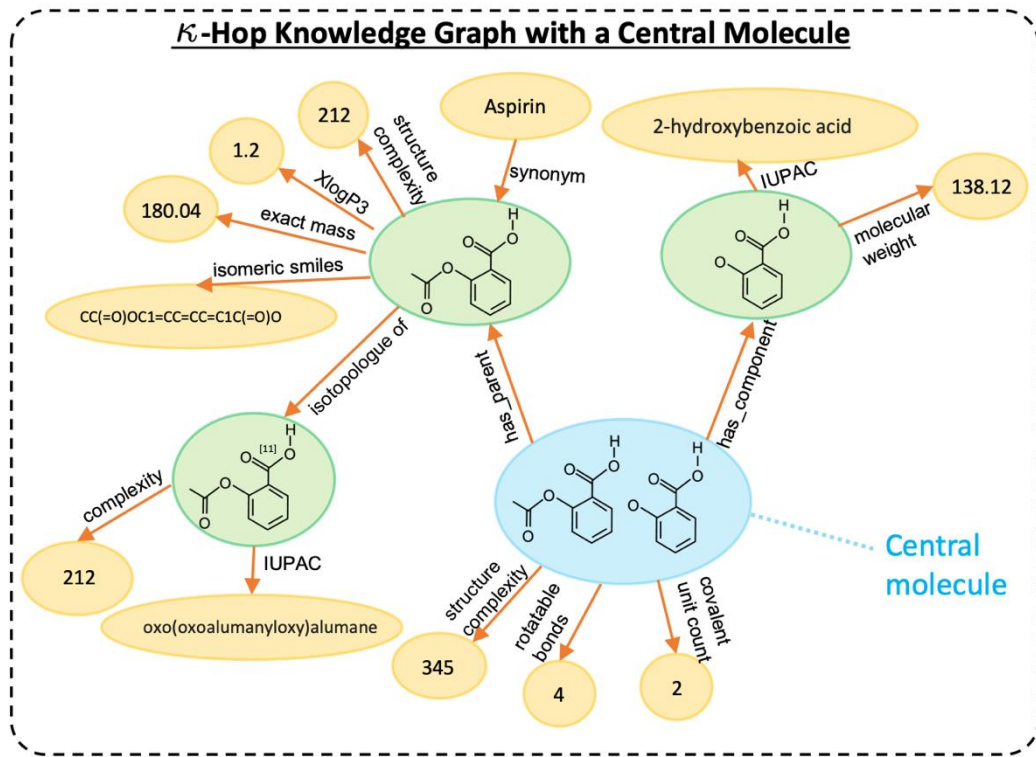 κ-Hop Knowledge Graph with a Central Molecule
212
structure
complexity
Aspirin
synonym
2-hydroxybenzoic acid
IUPAC
1.2
XlogP3
180.04
exact mass
138.12
molecular
weight
isomeric smiles
CC(=O)OC1=CC=CC=C1C(=O)O
H
O
O
O
O
H
O
O
O
isotopologue of
has_parent
has_component
H
[11]
O
O
O
O
complexity
212
IUPAC
oxo(oxoalumanyloxy)alumane
H
O
O
O
O
H
O
O
O
Central
molecule
structure
complexity
345
rotatable
bonds
4
covalent
unit count
2